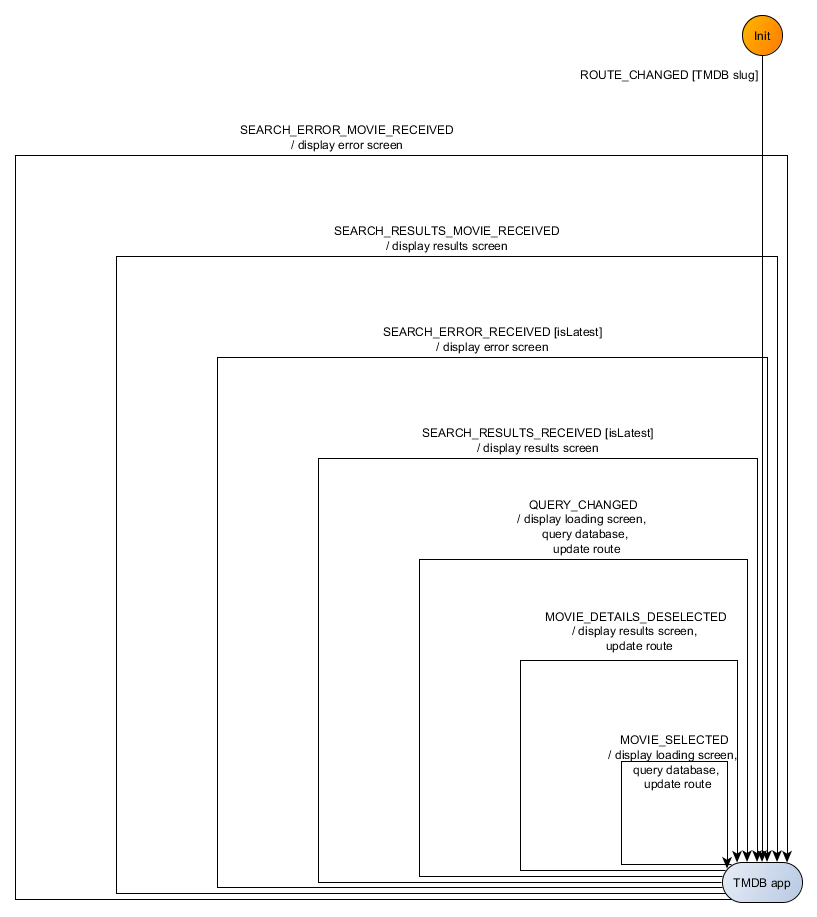 Init
ROUTE_CHANGED [TMDB slug]
SEARCH_ERROR_MOVIE_RECEIVED
/ display error screen
SEARCH_RESULTS_MOVIE_RECEIVED
/ display results screen
SEARCH_ERROR_RECEIVED [isLatest]
/ display error screen
SEARCH_RESULTS_RECEIVED [isLatest]
/ display results screen
QUERY_CHANGED
/ display loading screen,
query database,
update route
MOVIE_DETAILS_DESELECTED
/ display results screen,
update route
MOVIE_SELECTED
/ display loading screen,
query database,
update route
TMDB app